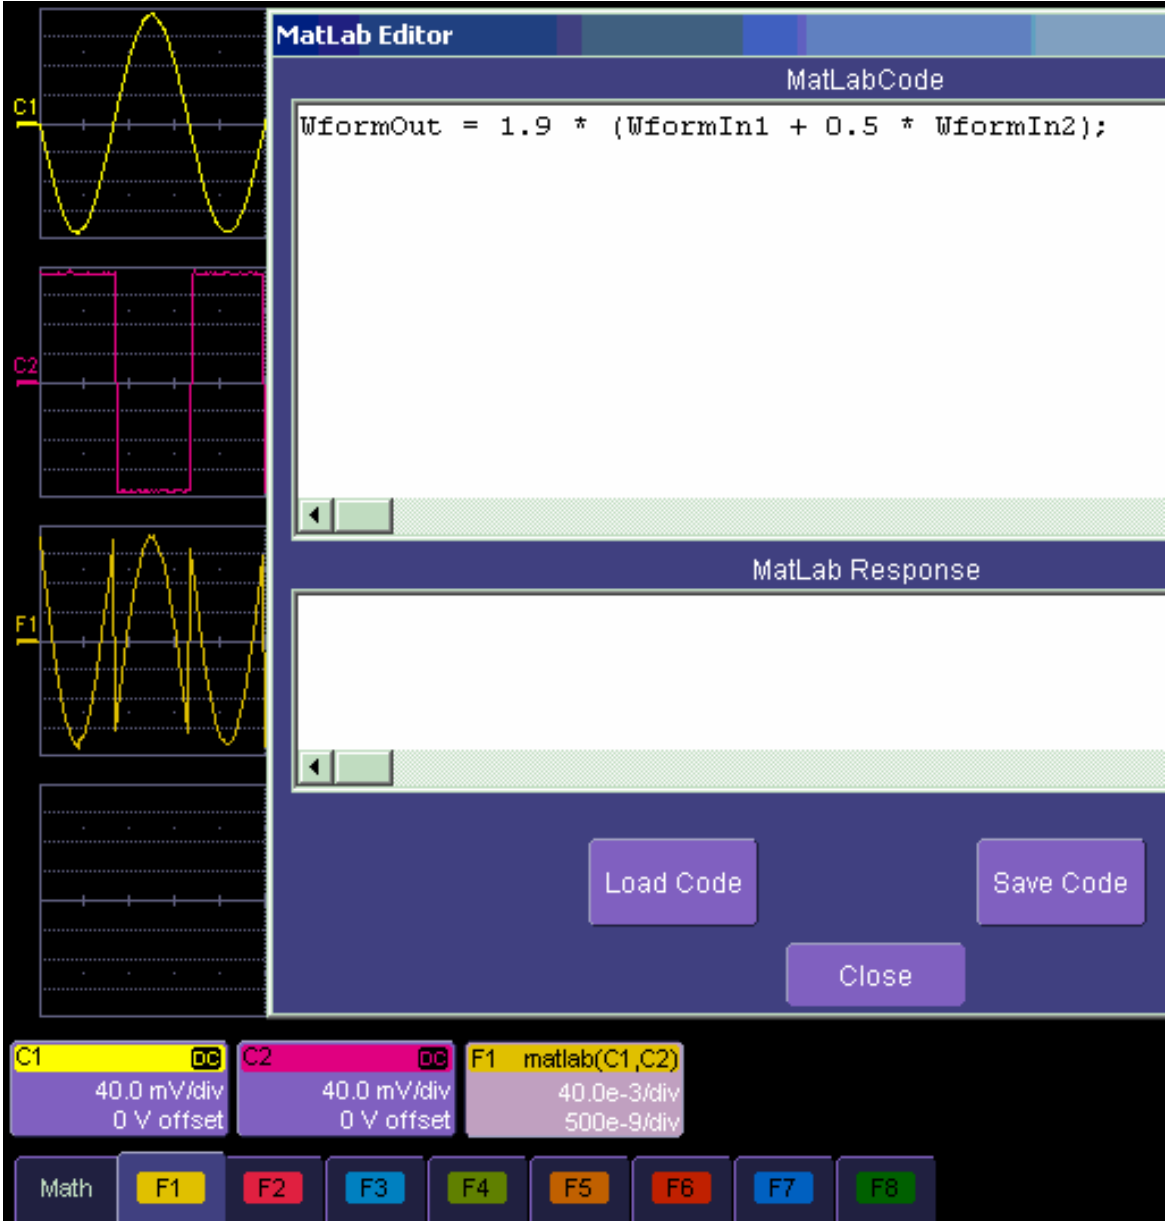 MatLab Editor
MatLabCode
C1
WformOut = 1.9 * (WformIn1 + 0.5 * WformIn2);
C2
MatLab Response
F1
Load Code
Save Code
Close
C1 DC
40.0 mV/div
0 V offset
C2 DC
40.0 mV/div
0 V offset
F1 matlab(C1,C2)
40.0e-3/div
500e-9/div
Math F1 F2 F3 F4 F5 F6 F7 F8